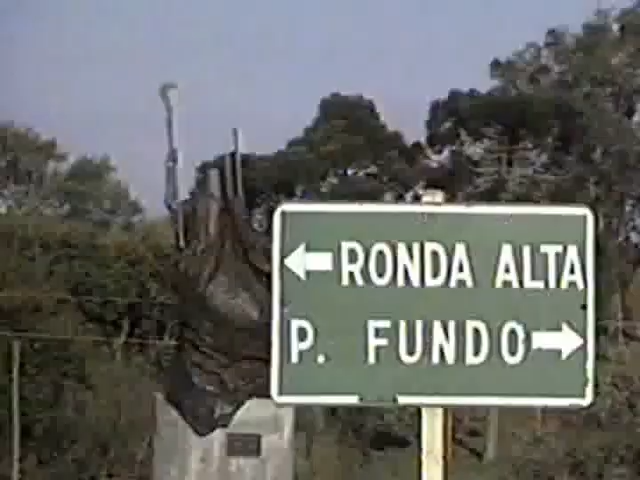 ← RONDA ALTA
P. FUNDO →